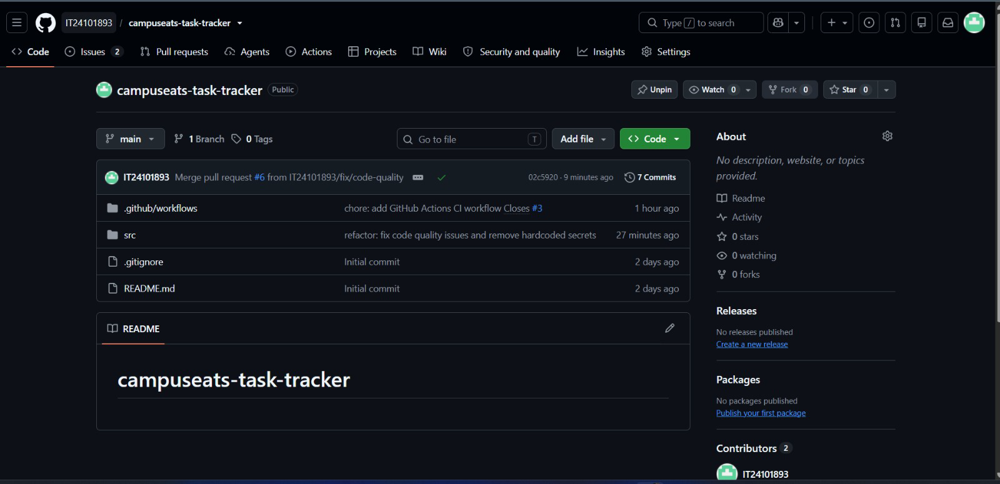 IT24101893 / campuseats-task-tracker
Type / to search
Code
Issues 2
Pull requests
Agents
Actions
Projects
Wiki
Security and quality
Insights
Settings
campuseats-task-tracker Public
Unpin
Watch 0
Fork 0
Star 0
main
1 Branch
0 Tags
Go to file T
Add file
Code
IT24101893 Merge pull request #6 from IT24101893/fix/code-quality
02c5920 · 9 minutes ago
7 Commits
.github/workflows chore: add GitHub Actions CI workflow Closes #3 1 hour ago
src refactor: fix code quality issues and remove hardcoded secrets 27 minutes ago
.gitignore Initial commit 2 days ago
README.md Initial commit 2 days ago
README
campuseats-task-tracker
About
No description, website, or topics
provided.
Readme
Activity
0 stars
0 watching
0 forks
Releases
No releases published
Create a new release
Packages
No packages published
Publish your first package
Contributors 2
IT24101893